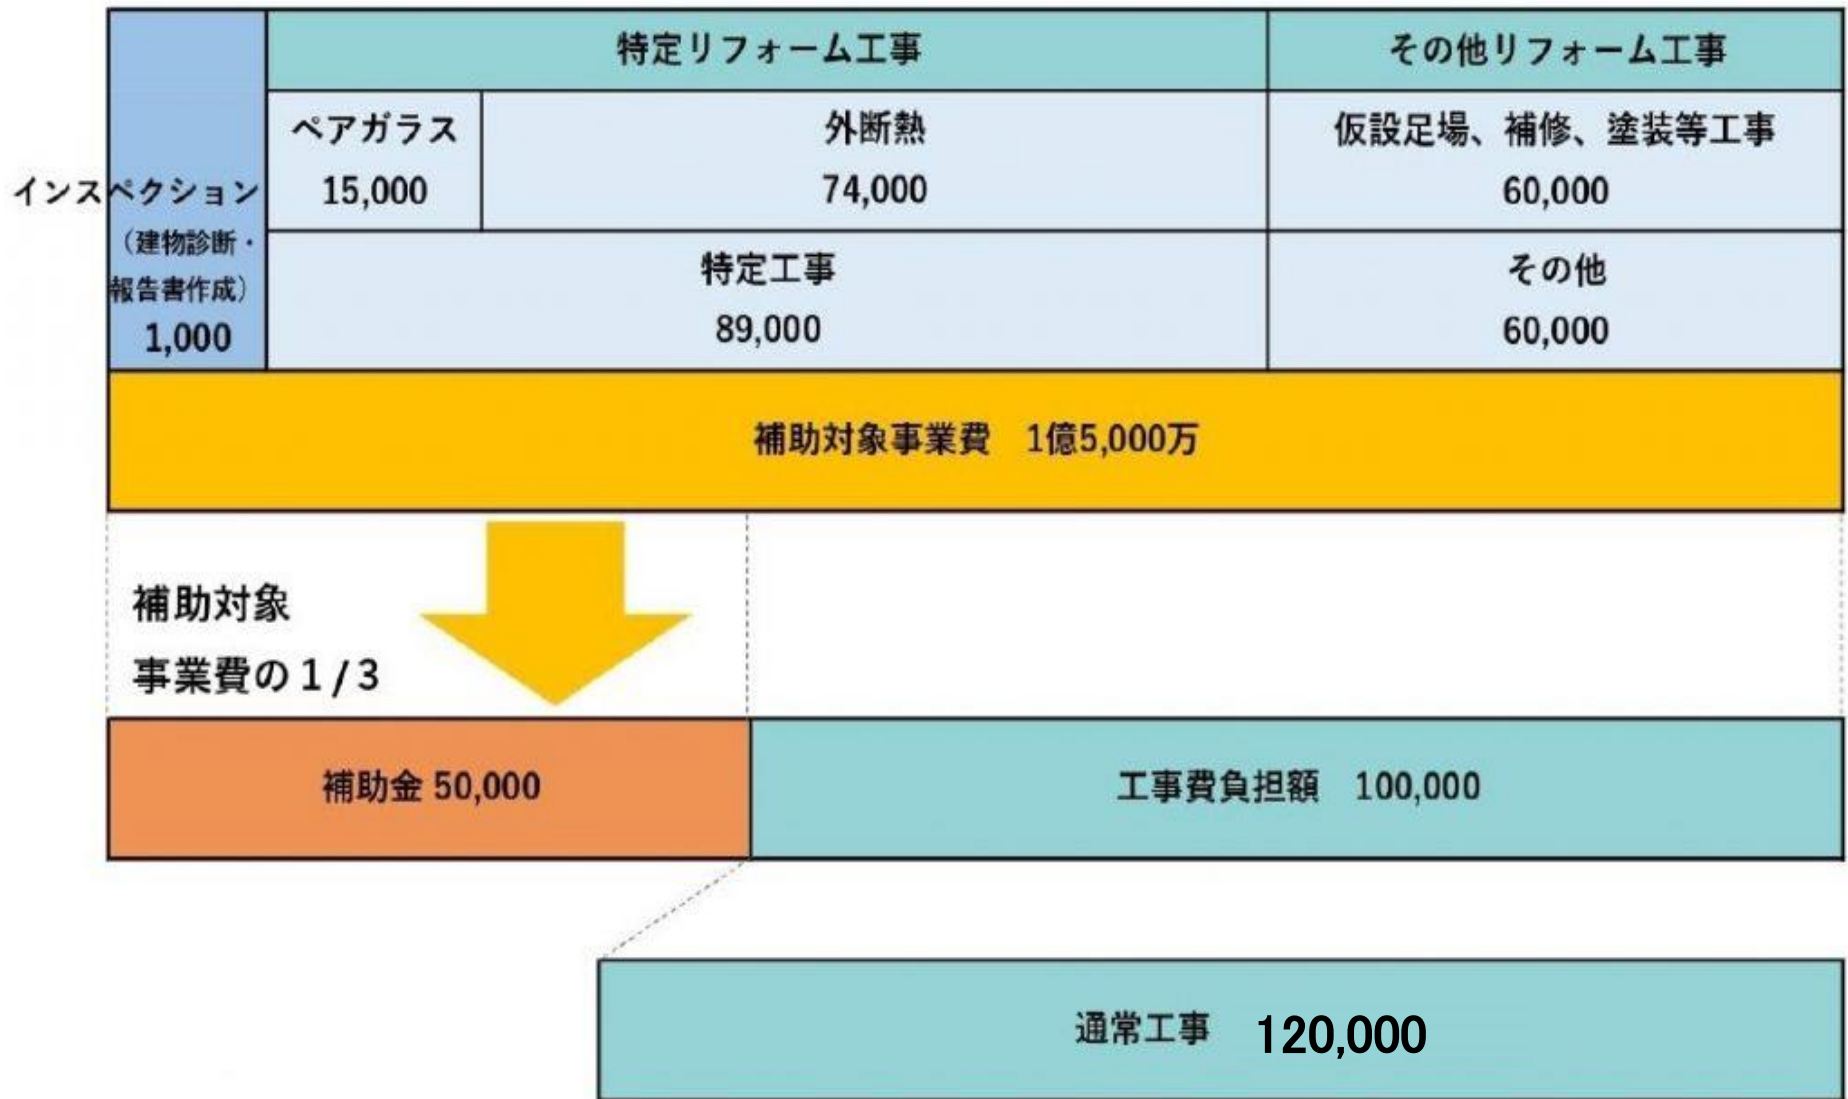 特定リフォーム工事
その他リフォーム工事
インスペクション
（建物診断・
報告書作成）
1,000
ペアガラス
15,000
外断熱
74,000
仮設足場、補修、塗装等工事
60,000
特定工事
89,000
その他
60,000
補助対象事業費　1億5,000万
補助対象
事業費の1/3
補助金 50,000
工事費負担額　100,000
通常工事　120,000